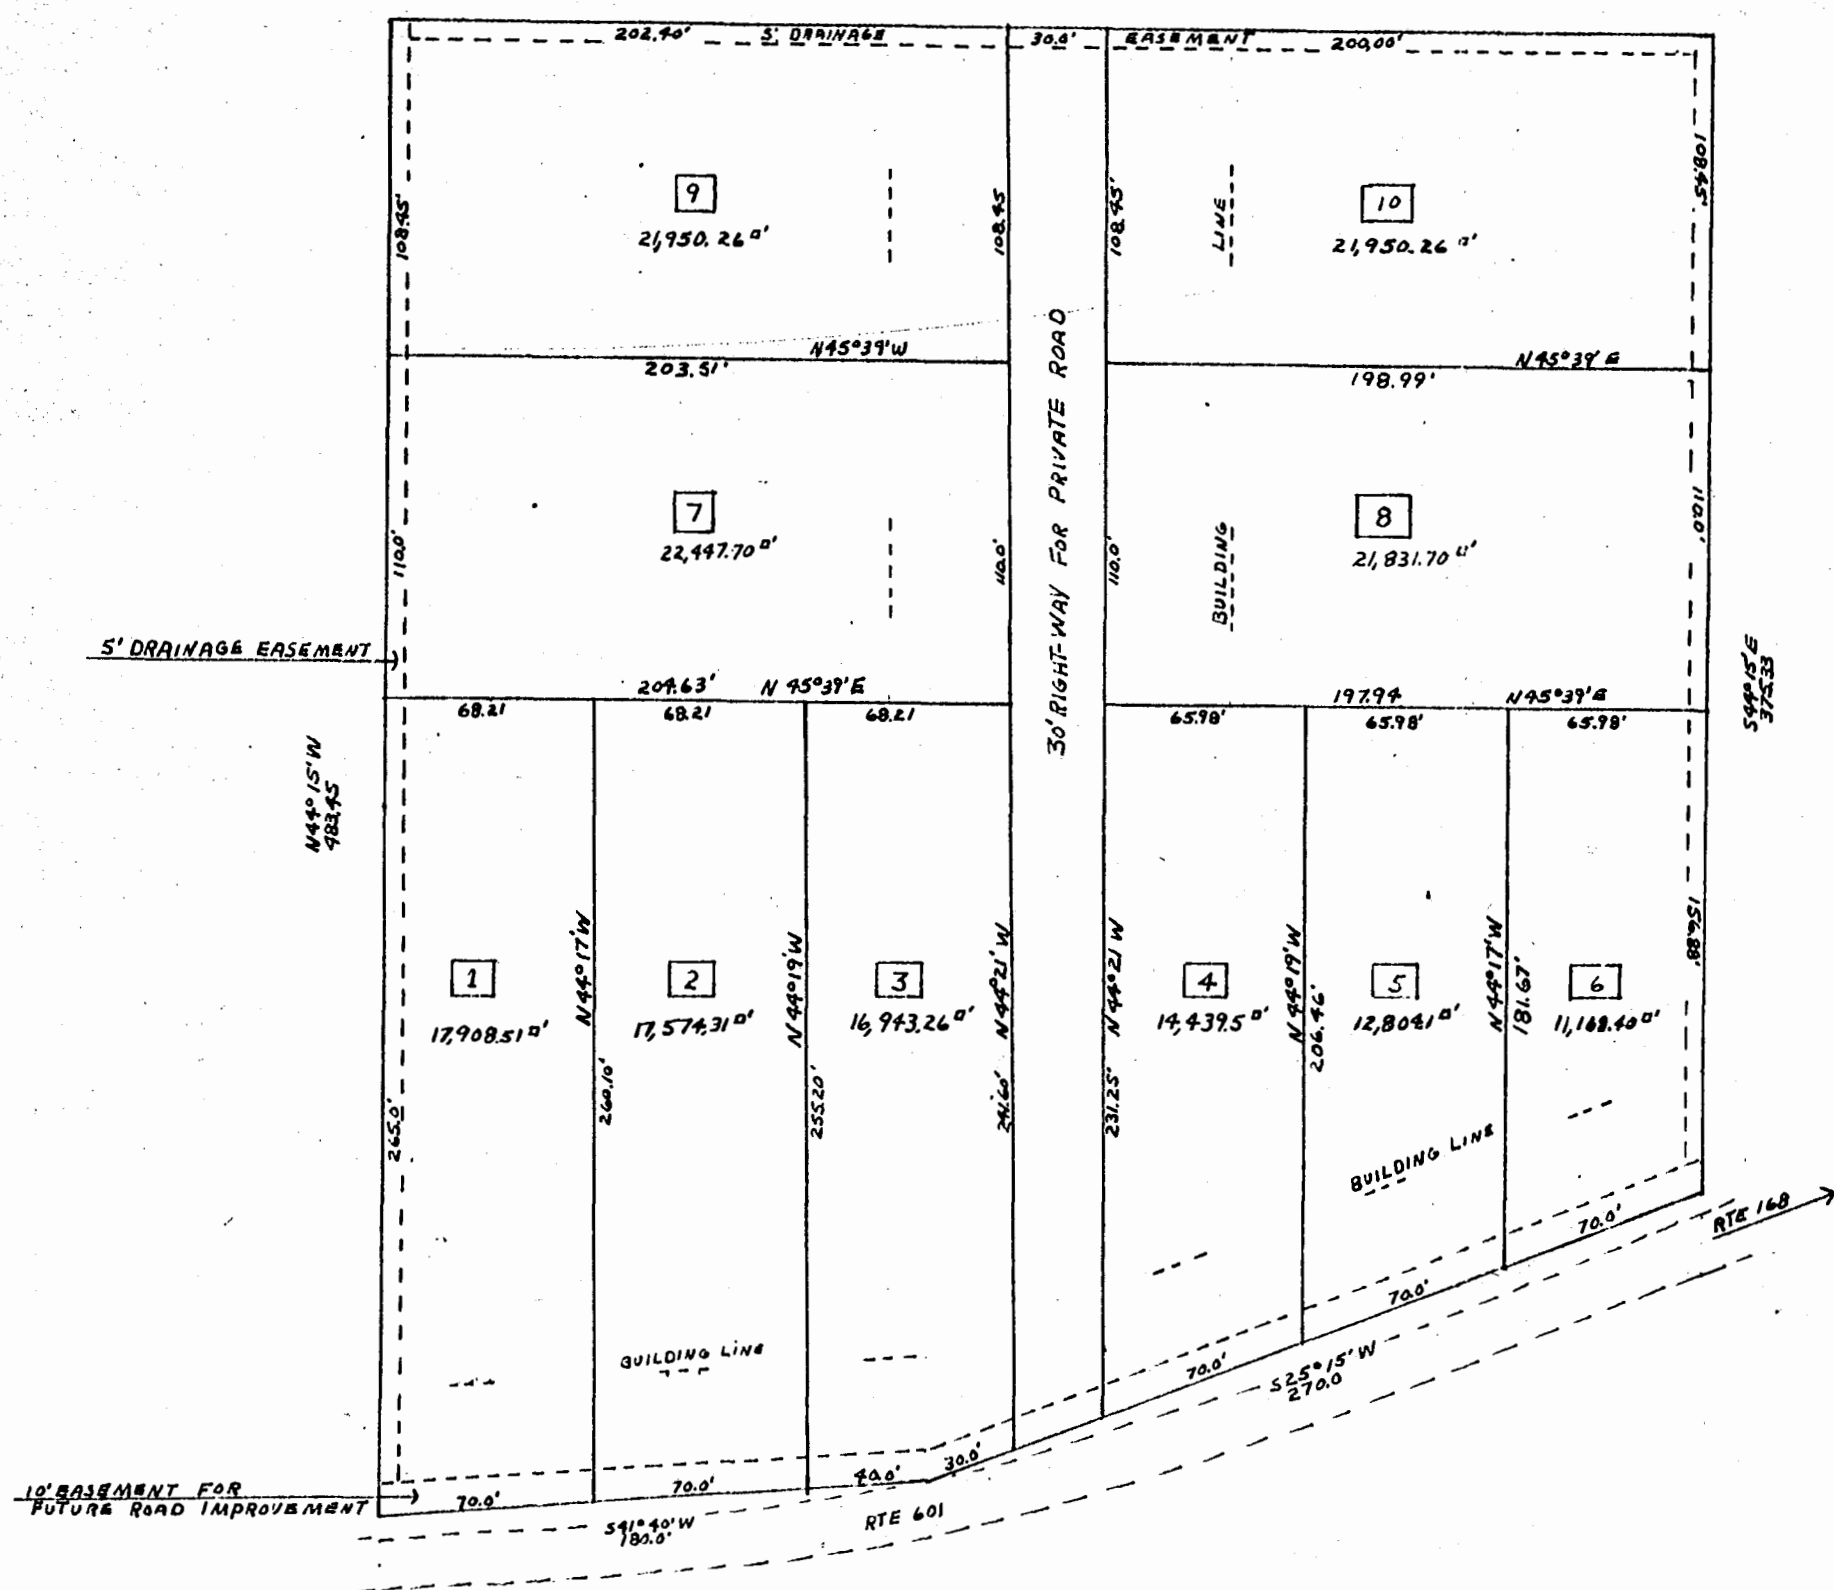 202.40' 5' DRAINAGE 30.0' EASEMENT 200.00'
108.45'
9
21,950.26 □'
108.45
108.45'
LINE
10
21,950.26 □'
108.45'
N45°39'W
203.51'
N45°39'E
198.99'
30' RIGHT-WAY FOR PRIVATE ROAD
110.0'
7
22,447.70 □'
110.0'
110.0'
BUILDING
8
21,831.70 □'
110.0'
5' DRAINAGE EASEMENT
S44°15'E
375.33
204.63' N 45°39'E
68.21 68.21 68.21
197.94 N45°39'E
65.98' 65.98' 65.98'
N44°15'W
483.45
1
17,908.51 □'
265.0'
N44°17'W
260.10'
2
17,574.31 □'
N44°19'W
255.20'
3
16,943.26 □'
N44°21'W
241.60'
N44°21'W
231.25'
4
14,439.5 □'
N44°19'W
206.46'
5
12,804.1 □'
N44°17'W
181.67'
6
11,168.40 □'
156.88'
BUILDING LINE
BUILDING LINE
RTE 168
70.0'
70.0'
70.0'
S25°15'W
270.0
30.0'
40.0'
70.0'
70.0'
10' EASEMENT FOR
FUTURE ROAD IMPROVEMENT
S41°40'W
180.0'
RTE 601